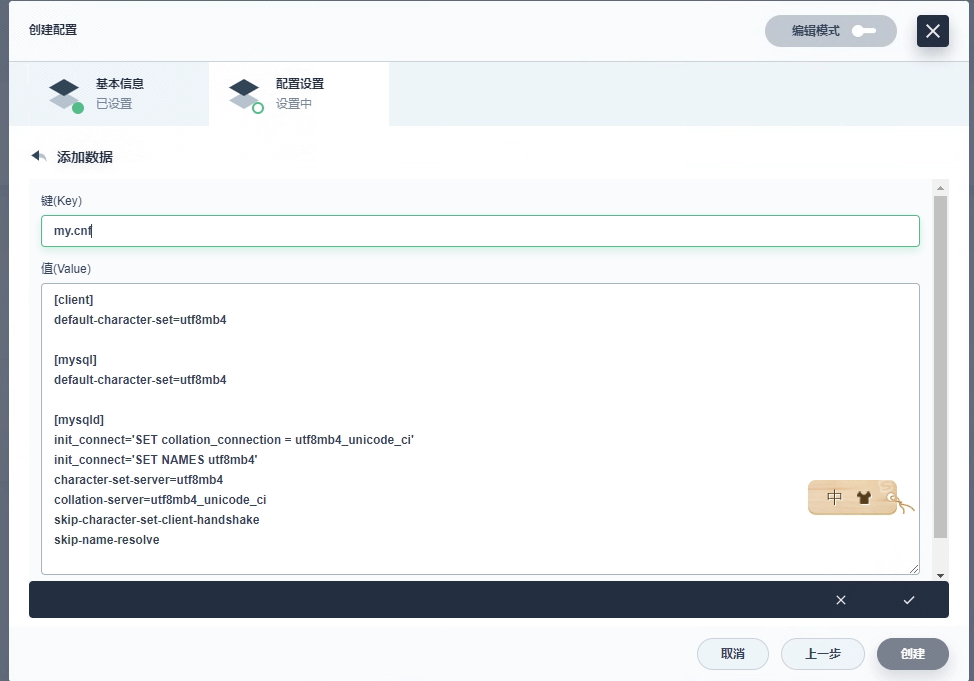 创建配置
编辑模式
基本信息
已设置
配置设置
设置中
添加数据
键(Key)
my.cnf
值(Value)
[client]
default-character-set=utf8mb4
[mysql]
default-character-set=utf8mb4
[mysqld]
init_connect='SET collation_connection = utf8mb4_unicode_ci'
init_connect='SET NAMES utf8mb4'
character-set-server=utf8mb4
collation-server=utf8mb4_unicode_ci
skip-character-set-client-handshake
skip-name-resolve
中
取消
上一步
创建